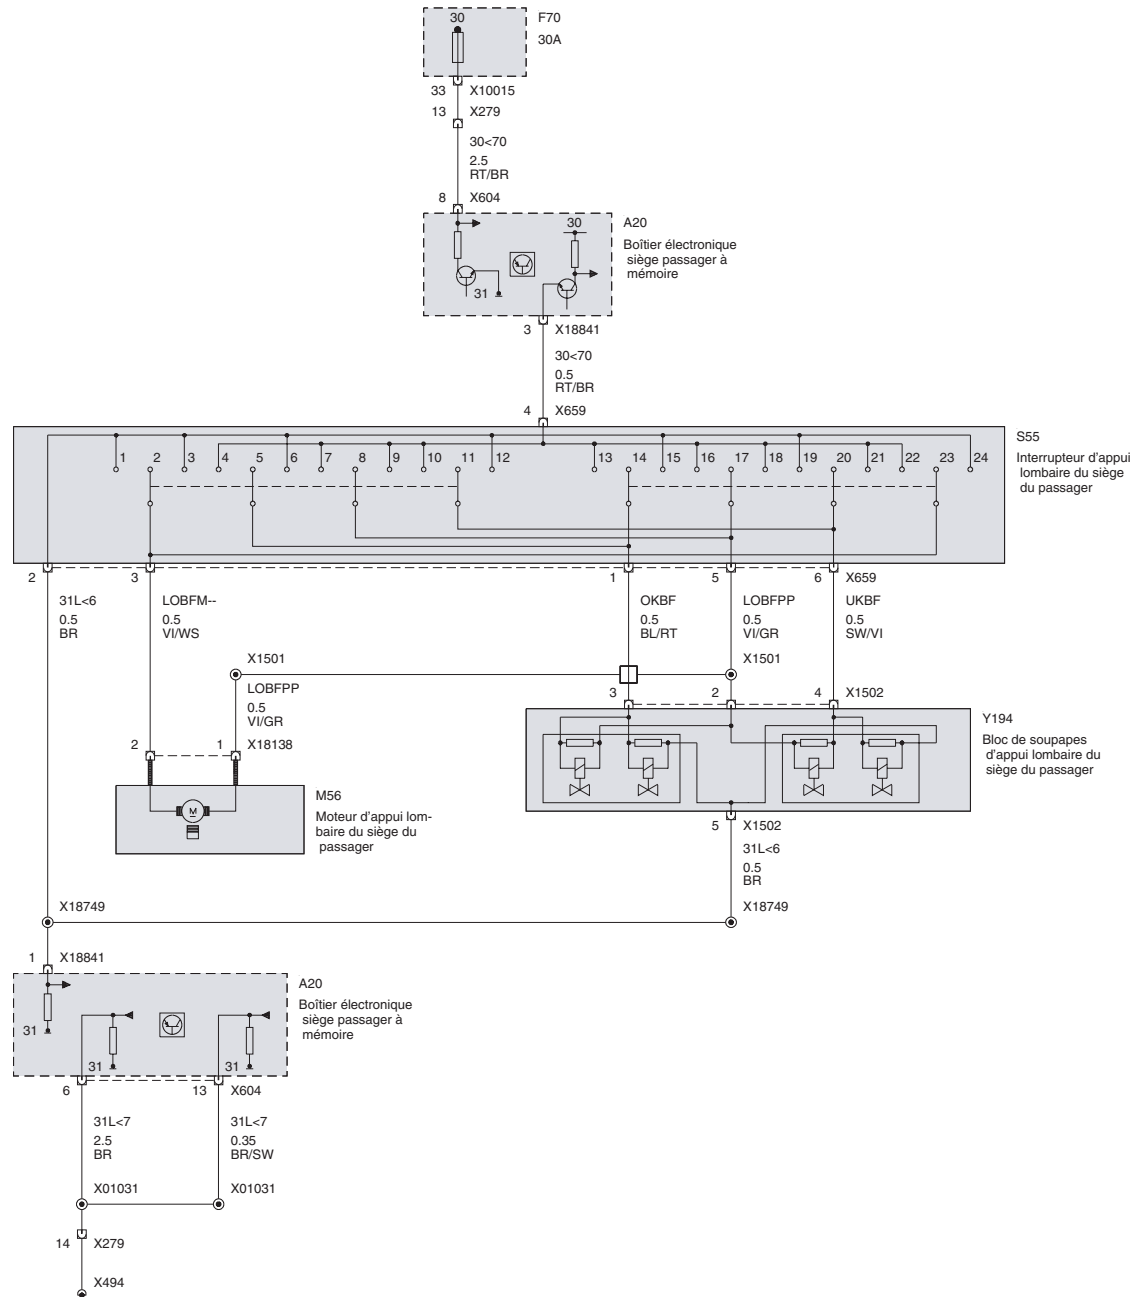 30
F70
30A
33 X10015
13 X279
30<70
2.5
RT/BR
8 X604
30
A20
Boîtier électronique
siège passager à
mémoire
31
3 X18841
30<70
0.5
RT/BR
4 X659
S55
Interrupteur d'appui
lombaire du siège
du passager
1 2 3 4 5 6 7 8 9 10 11 12 13 14 15 16 17 18 19 20 21 22 23 24
2 3 1 5 6 X659
31L<6
0.5
BR
LOBFM--
0.5
VI/WS
OKBF
0.5
BL/RT
LOBFPP
0.5
VI/GR
UKBF
0.5
SW/VI
X1501
X1501
LOBFPP
0.5
VI/GR
3 2 4 X1502
2 1 X18138
Y194
Bloc de soupapes
d'appui lombaire du
siège du passager
M
M56
Moteur d'appui lom-
baire du siège du
passager
5 X1502
31L<6
0.5
BR
X18749
X18749
1 X18841
A20
Boîtier électronique
siège passager à
mémoire
31
31
31
6 13 X604
31L<7
2.5
BR
31L<7
0.35
BR/SW
X01031
X01031
14 X279
X494